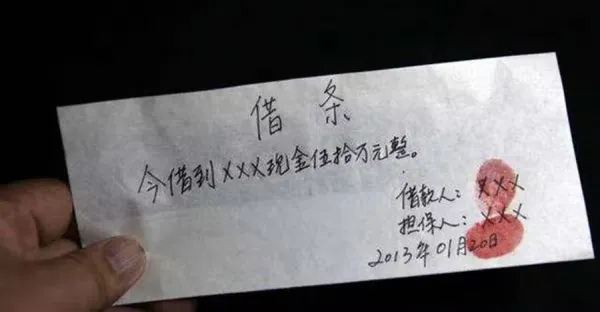 借条
今借到XXX现金伍拾万元整。
借款人：XXX
担保人：XXX
2013年01月20日